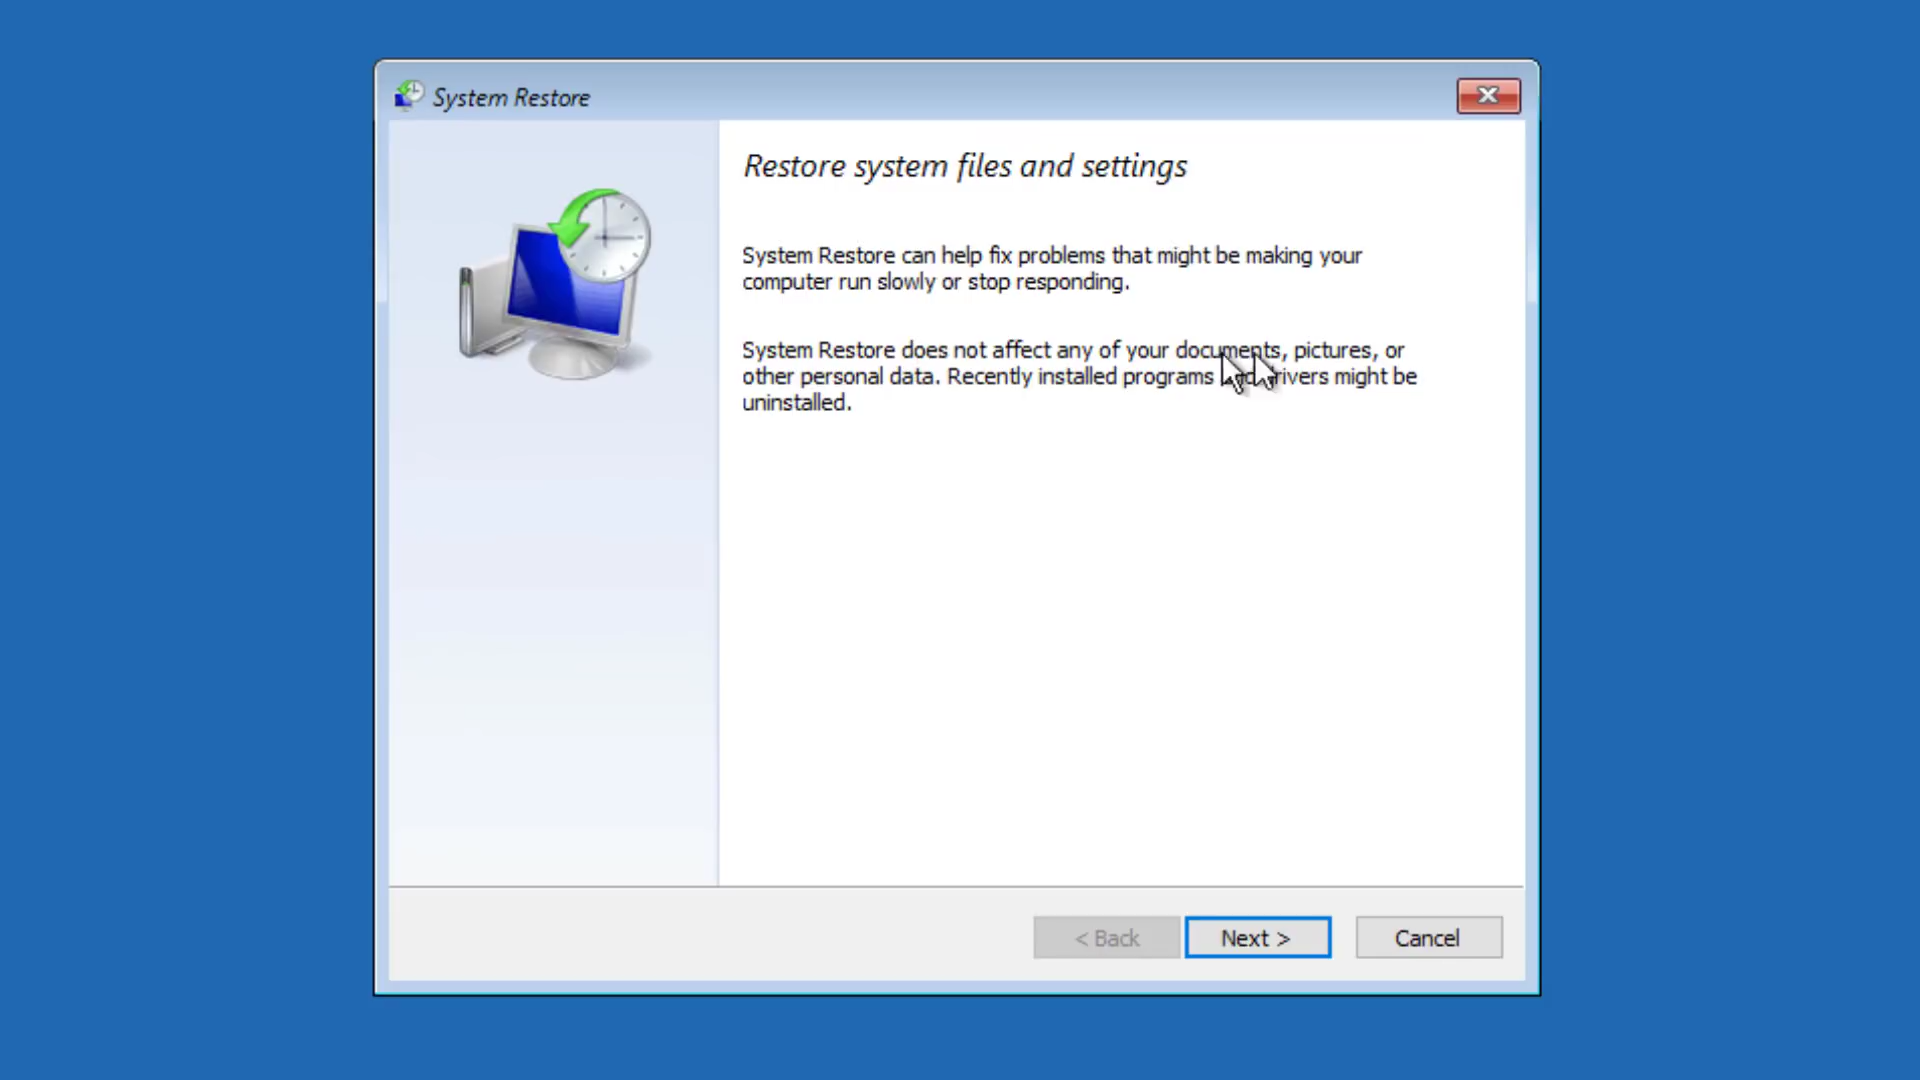 System Restore
Restore system files and settings
System Restore can help fix problems that might be making your
computer run slowly or stop responding.
System Restore does not affect any of your documents, pictures, or
other personal data. Recently installed programs and drivers might be
uninstalled.
< Back
Next >
Cancel